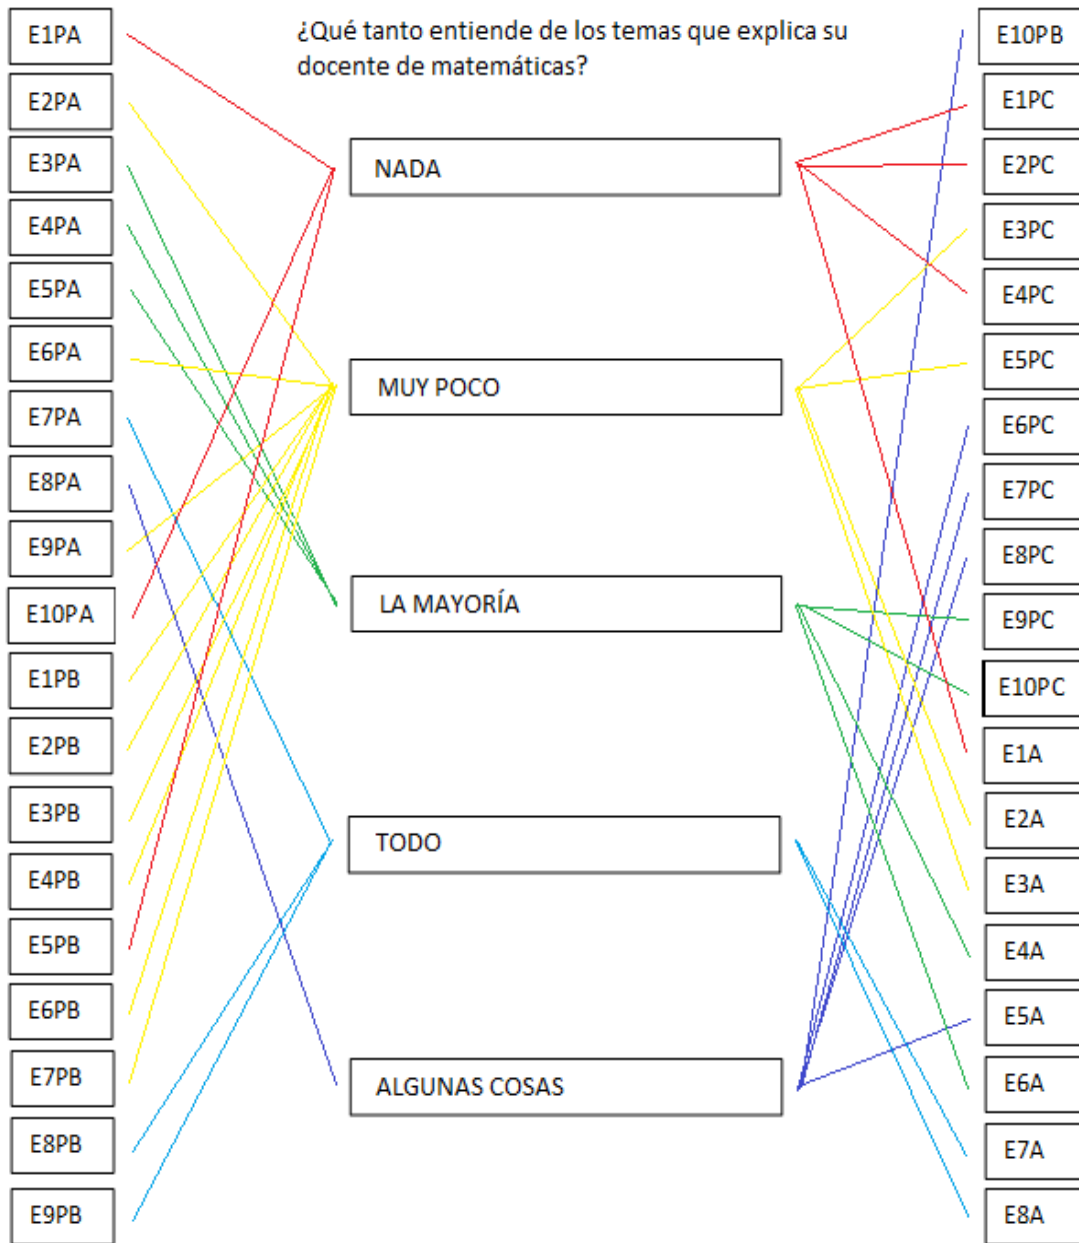 ¿Qué tanto entiende de los temas que explica su
docente de matemáticas?
E1PA
E2PA
E3PA
E4PA
E5PA
E6PA
E7PA
E8PA
E9PA
E10PA
E1PB
E2PB
E3PB
E4PB
E5PB
E6PB
E7PB
E8PB
E9PB
NADA
MUY POCO
LA MAYORÍA
TODO
ALGUNAS COSAS
E10PB
E1PC
E2PC
E3PC
E4PC
E5PC
E6PC
E7PC
E8PC
E9PC
E10PC
E1A
E2A
E3A
E4A
E5A
E6A
E7A
E8A